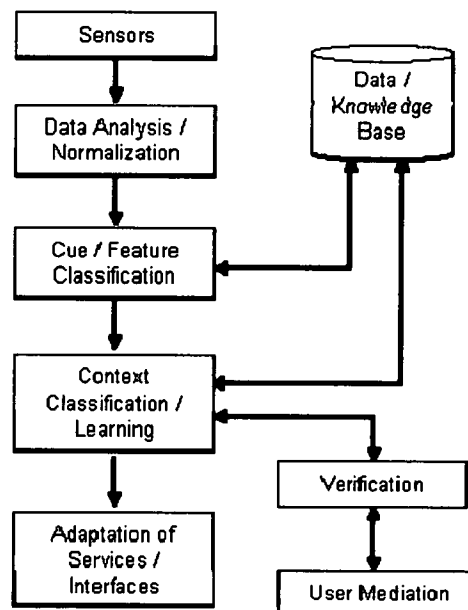 Sensors
Data /
Knowledge
Base
Data Analysis /
Normalization
Cue / Feature
Classification
Context
Classification /
Learning
Verification
Adaptation of
Services /
Interfaces
User Mediation